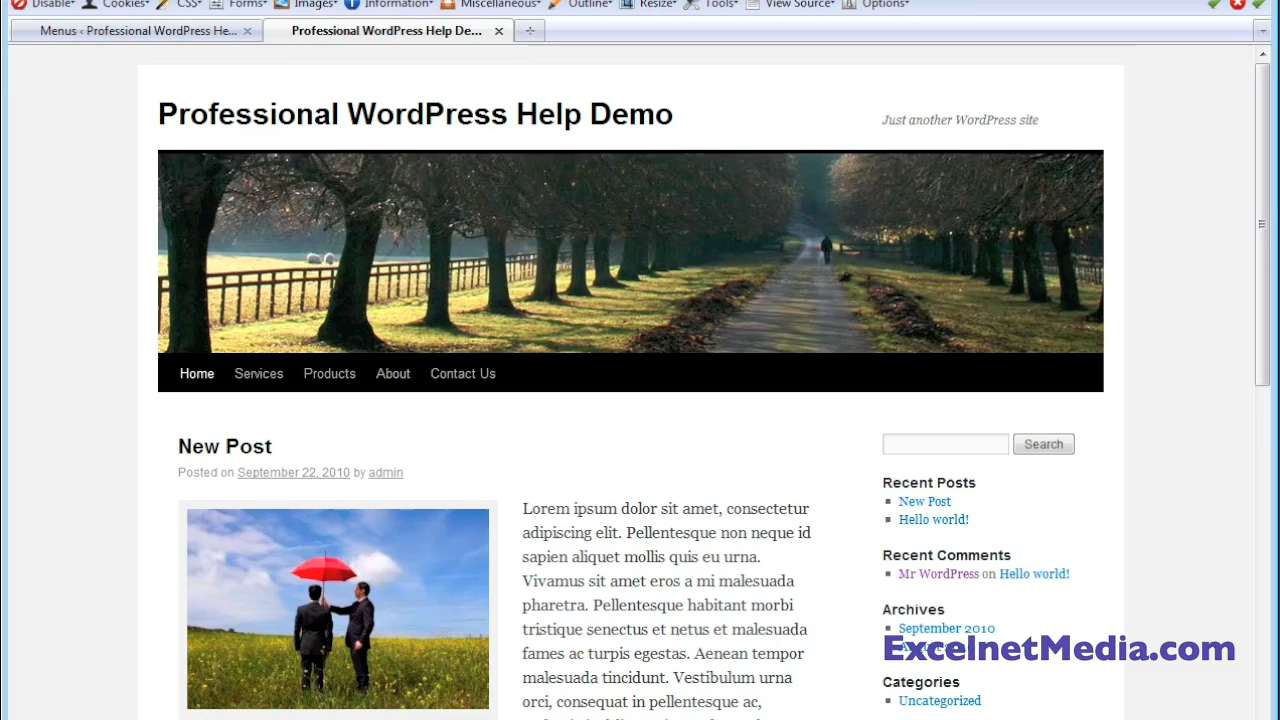 Disable Cookies CSS Forms Images Information Miscellaneous Outline Resize Tools View Source Options
Menus ‹ Professional WordPress He...
Professional WordPress Help De...
Professional WordPress Help Demo
Just another WordPress site
Home Services Products About Contact Us
New Post
Posted on September 22, 2010 by admin
Lorem ipsum dolor sit amet, consectetur
adipiscing elit. Pellentesque non neque id
sapien aliquet mollis quis eu urna.
Vivamus sit amet eros a mi malesuada
pharetra. Pellentesque habitant morbi
tristique senectus et netus et malesuada
fames ac turpis egestas. Aenean tempor
malesuada tincidunt. Vestibulum urna
orci, consequat in pellentesque ac,
Search
Recent Posts
New Post
Hello world!
Recent Comments
Mr WordPress on Hello world!
Archives
September 2010
ExcelnetMedia.com
Categories
Uncategorized